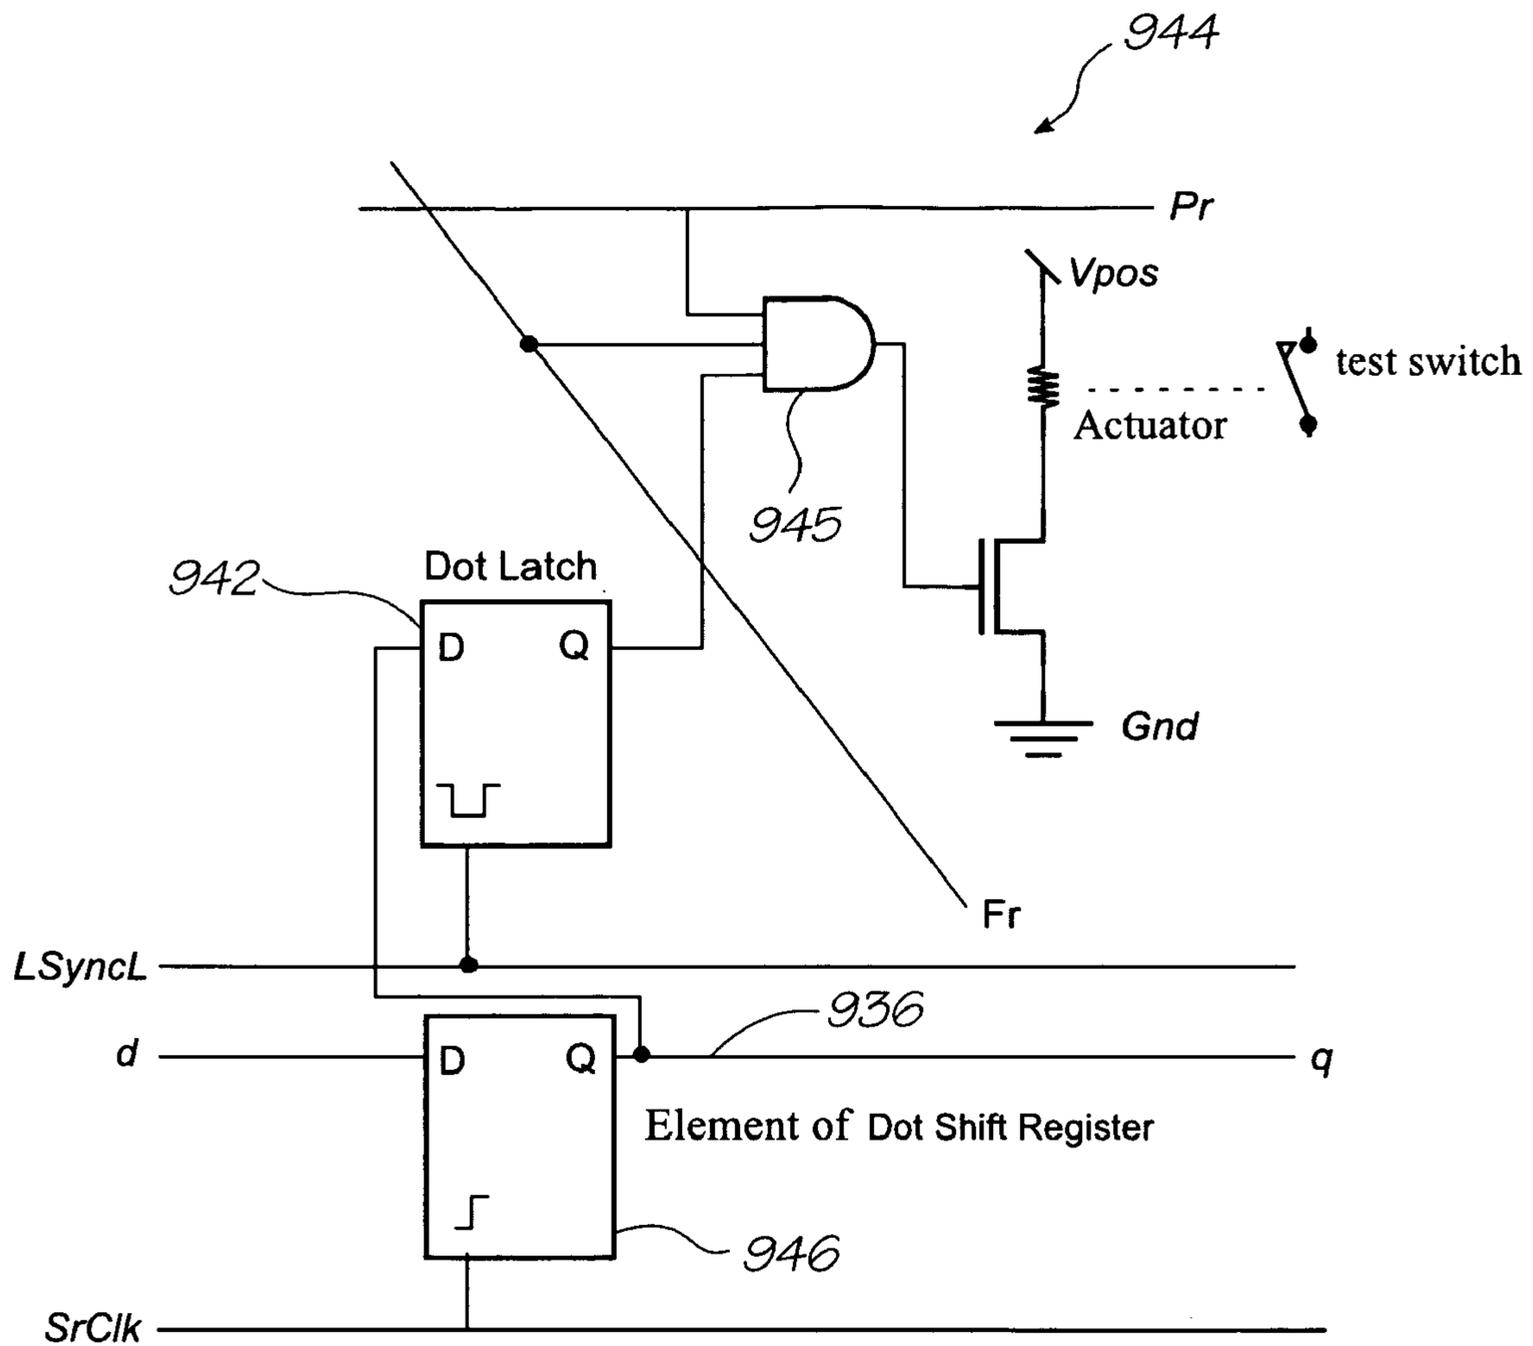 944
Pr
Vpos
test switch
Actuator
945
Dot Latch
942
D Q
Gnd
Fr
LSyncL
936
d D Q q
Element of Dot Shift Register
946
SrClk